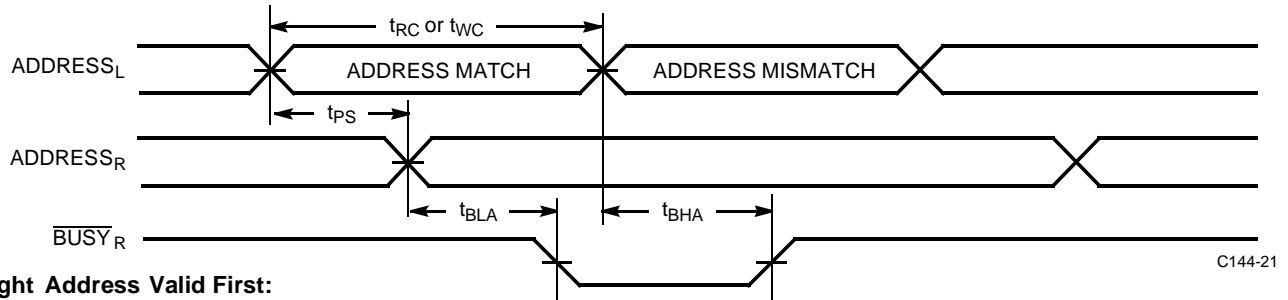 tRC or tWC
ADDRESSL
ADDRESS MATCH
ADDRESS MISMATCH
tPS
ADDRESSR
tBLA
tBHA
BUSYR
C144-21
ght Address Valid First: